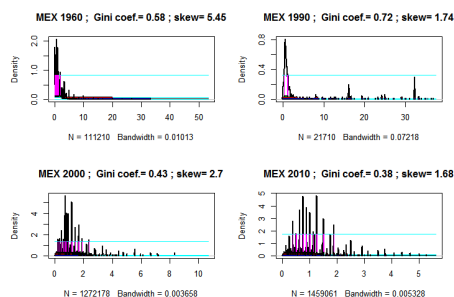 MEX 1960 ; Gini coef.= 0.58 ; skew= 5.45
Density
0.0 1.0 2.0
0 10 20 30 40 50
N = 111210 Bandwidth = 0.01013
MEX 1990 ; Gini coef.= 0.72 ; skew= 1.74
Density
0.0 0.4 0.8
0 10 20 30
N = 21710 Bandwidth = 0.07218
MEX 2000 ; Gini coef.= 0.43 ; skew= 2.7
Density
0 2 4
0 2 4 6 8 10
N = 1272178 Bandwidth = 0.003658
MEX 2010 ; Gini coef.= 0.38 ; skew= 1.68
Density
0 1 2 3 4 5
0 1 2 3 4 5
N = 1459061 Bandwidth = 0.005328